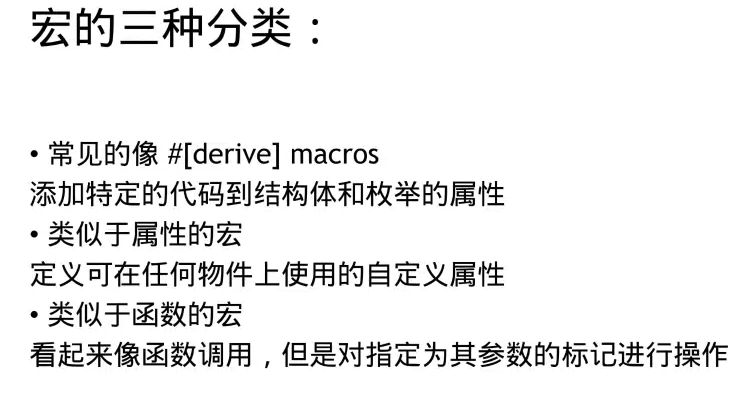 宏的三种分类：
• 常见的像 #[derive] macros
添加特定的代码到结构体和枚举的属性
• 类似于属性的宏
定义可在任何物件上使用的自定义属性
• 类似于函数的宏
看起来像函数调用，但是对指定为其参数的标记进行操作